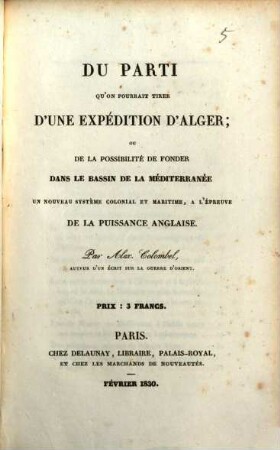 5
DU PARTI
QU'ON POURRAIT TIRER
D'UNE EXPÉDITION D'ALGER;
OU
DE LA POSSIBILITÉ DE FONDER
DANS LE BASSIN DE LA MÉDITERRANÉE
UN NOUVEAU SYSTÈME COLONIAL ET MARITIME, A L'ÉPREUVE
DE LA PUISSANCE ANGLAISE.
Par Alex. Colombel,
AUTEUR D'UN ÉCRIT SUR LA GUERRE D'ORIENT.
PRIX : 3 FRANCS.
PARIS.
CHEZ DELAUNAY, LIBRAIRE, PALAIS-ROYAL,
ET CHEZ LES MARCHANDS DE NOUVEAUTÉS.
FÉVRIER 1830.